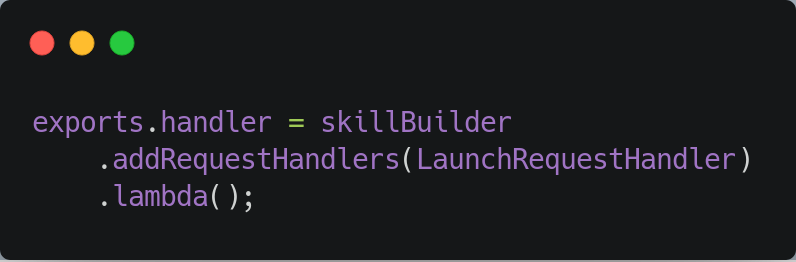 exports.handler = skillBuilder
    .addRequestHandlers(LaunchRequestHandler)
    .lambda();